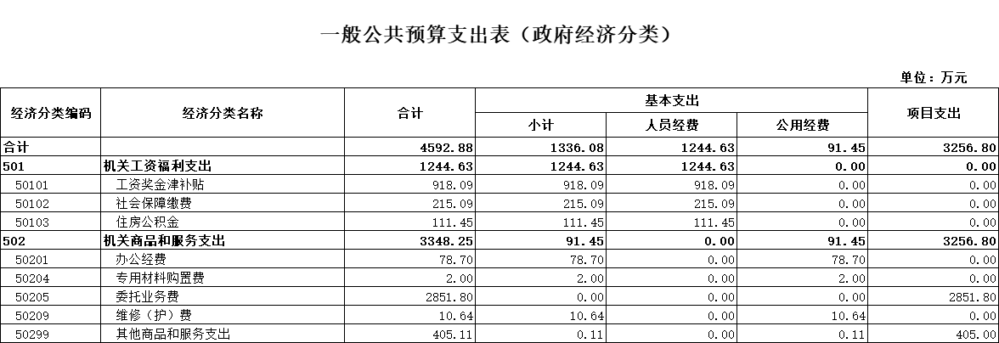 一般公共预算支出表（政府经济分类）
单位：万元
经济分类编码 经济分类名称 合计 基本支出 项目支出
小计 人员经费 公用经费
合计 4592.88 1336.08 1244.63 91.45 3256.80
501 机关工资福利支出 1244.63 1244.63 1244.63 0.00 0.00
50101 工资奖金津补贴 918.09 918.09 918.09 0.00 0.00
50102 社会保障缴费 215.09 215.09 215.09 0.00 0.00
50103 住房公积金 111.45 111.45 111.45 0.00 0.00
502 机关商品和服务支出 3348.25 91.45 0.00 91.45 3256.80
50201 办公经费 78.70 78.70 0.00 78.70 0.00
50204 专用材料购置费 2.00 2.00 0.00 2.00 0.00
50205 委托业务费 2851.80 0.00 0.00 0.00 2851.80
50209 维修（护）费 10.64 10.64 0.00 10.64 0.00
50299 其他商品和服务支出 405.11 0.11 0.00 0.11 405.00